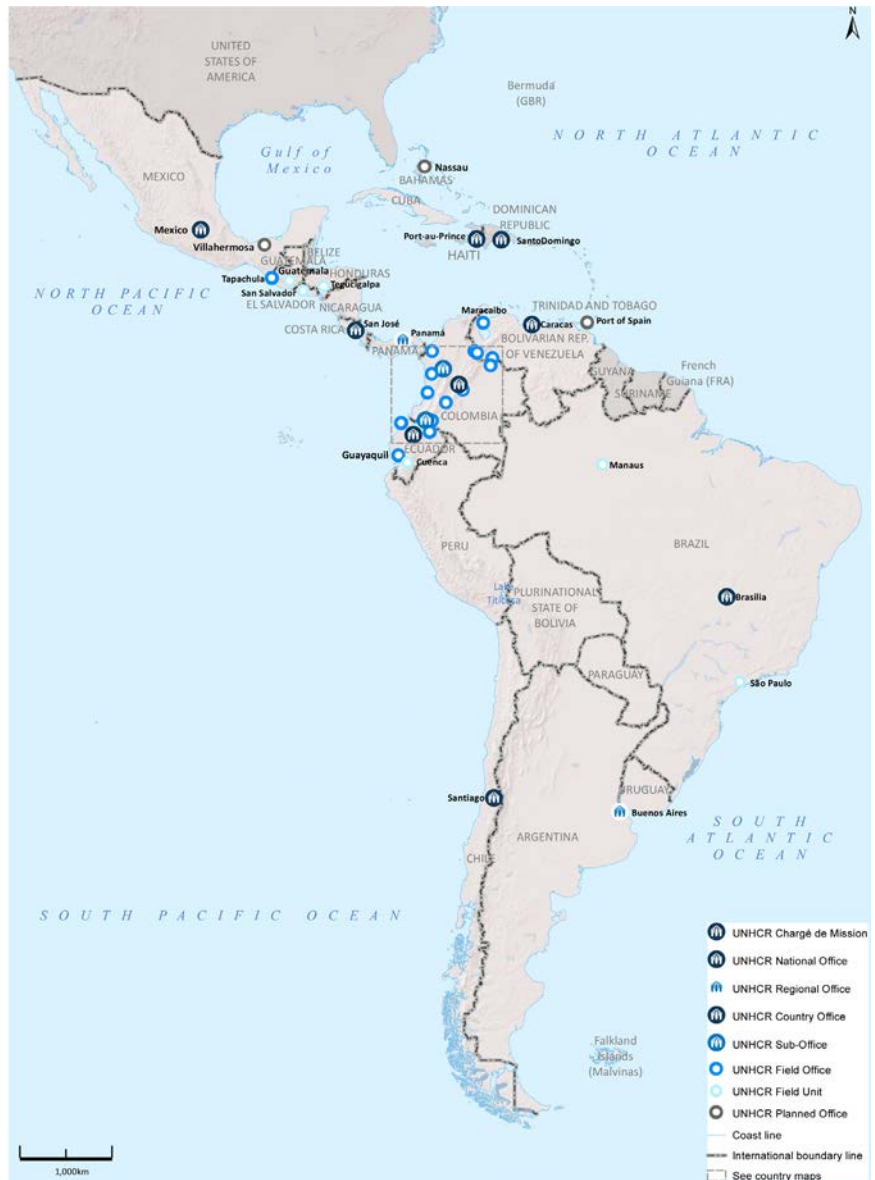 N
UNITED
STATES OF
AMERICA
Bermuda
(GBR)
NORTH ATLANTIC
OCEAN
Gulf of
Mexico
MEXICO
Nassau
BAHAMAS
CUBA
DOMINICAN
REPUBLIC
Mexico
Port-au-Prince
SantoDomingo
HAITI
Villahermosa
BELIZE
GUATEMALA
Guatemala
HONDURAS
Tapachula
Tegucigalpa
San Salvador
EL SALVADOR
NICARAGUA
NORTH PACIFIC
OCEAN
Maracaibo
TRINIDAD AND TOBAGO
San José
COSTA RICA
Caracas
Port of Spain
Panamá
PANAMA
BOLIVARIAN REP.
OF VENEZUELA
GUYANA
French
Guiana (FRA)
SURINAME
COLOMBIA
ECUADOR
Guayaquil
Cuenca
Manaus
PERU
BRAZIL
Lake
PLURINATIONAL
STATE OF
BOLIVIA
Brasilia
PARAGUAY
São Paulo
Santiago
URUGUAY
Buenos Aires
ARGENTINA
SOUTH
ATLANTIC
OCEAN
CHILE
SOUTH PACIFIC OCEAN
Falkland
Islands
(Malvinas)
UNHCR Chargé de Mission
UNHCR National Office
UNHCR Regional Office
UNHCR Country Office
UNHCR Sub-Office
UNHCR Field Office
UNHCR Field Unit
UNHCR Planned Office
Coast line
International boundary line
See country maps
1,000km